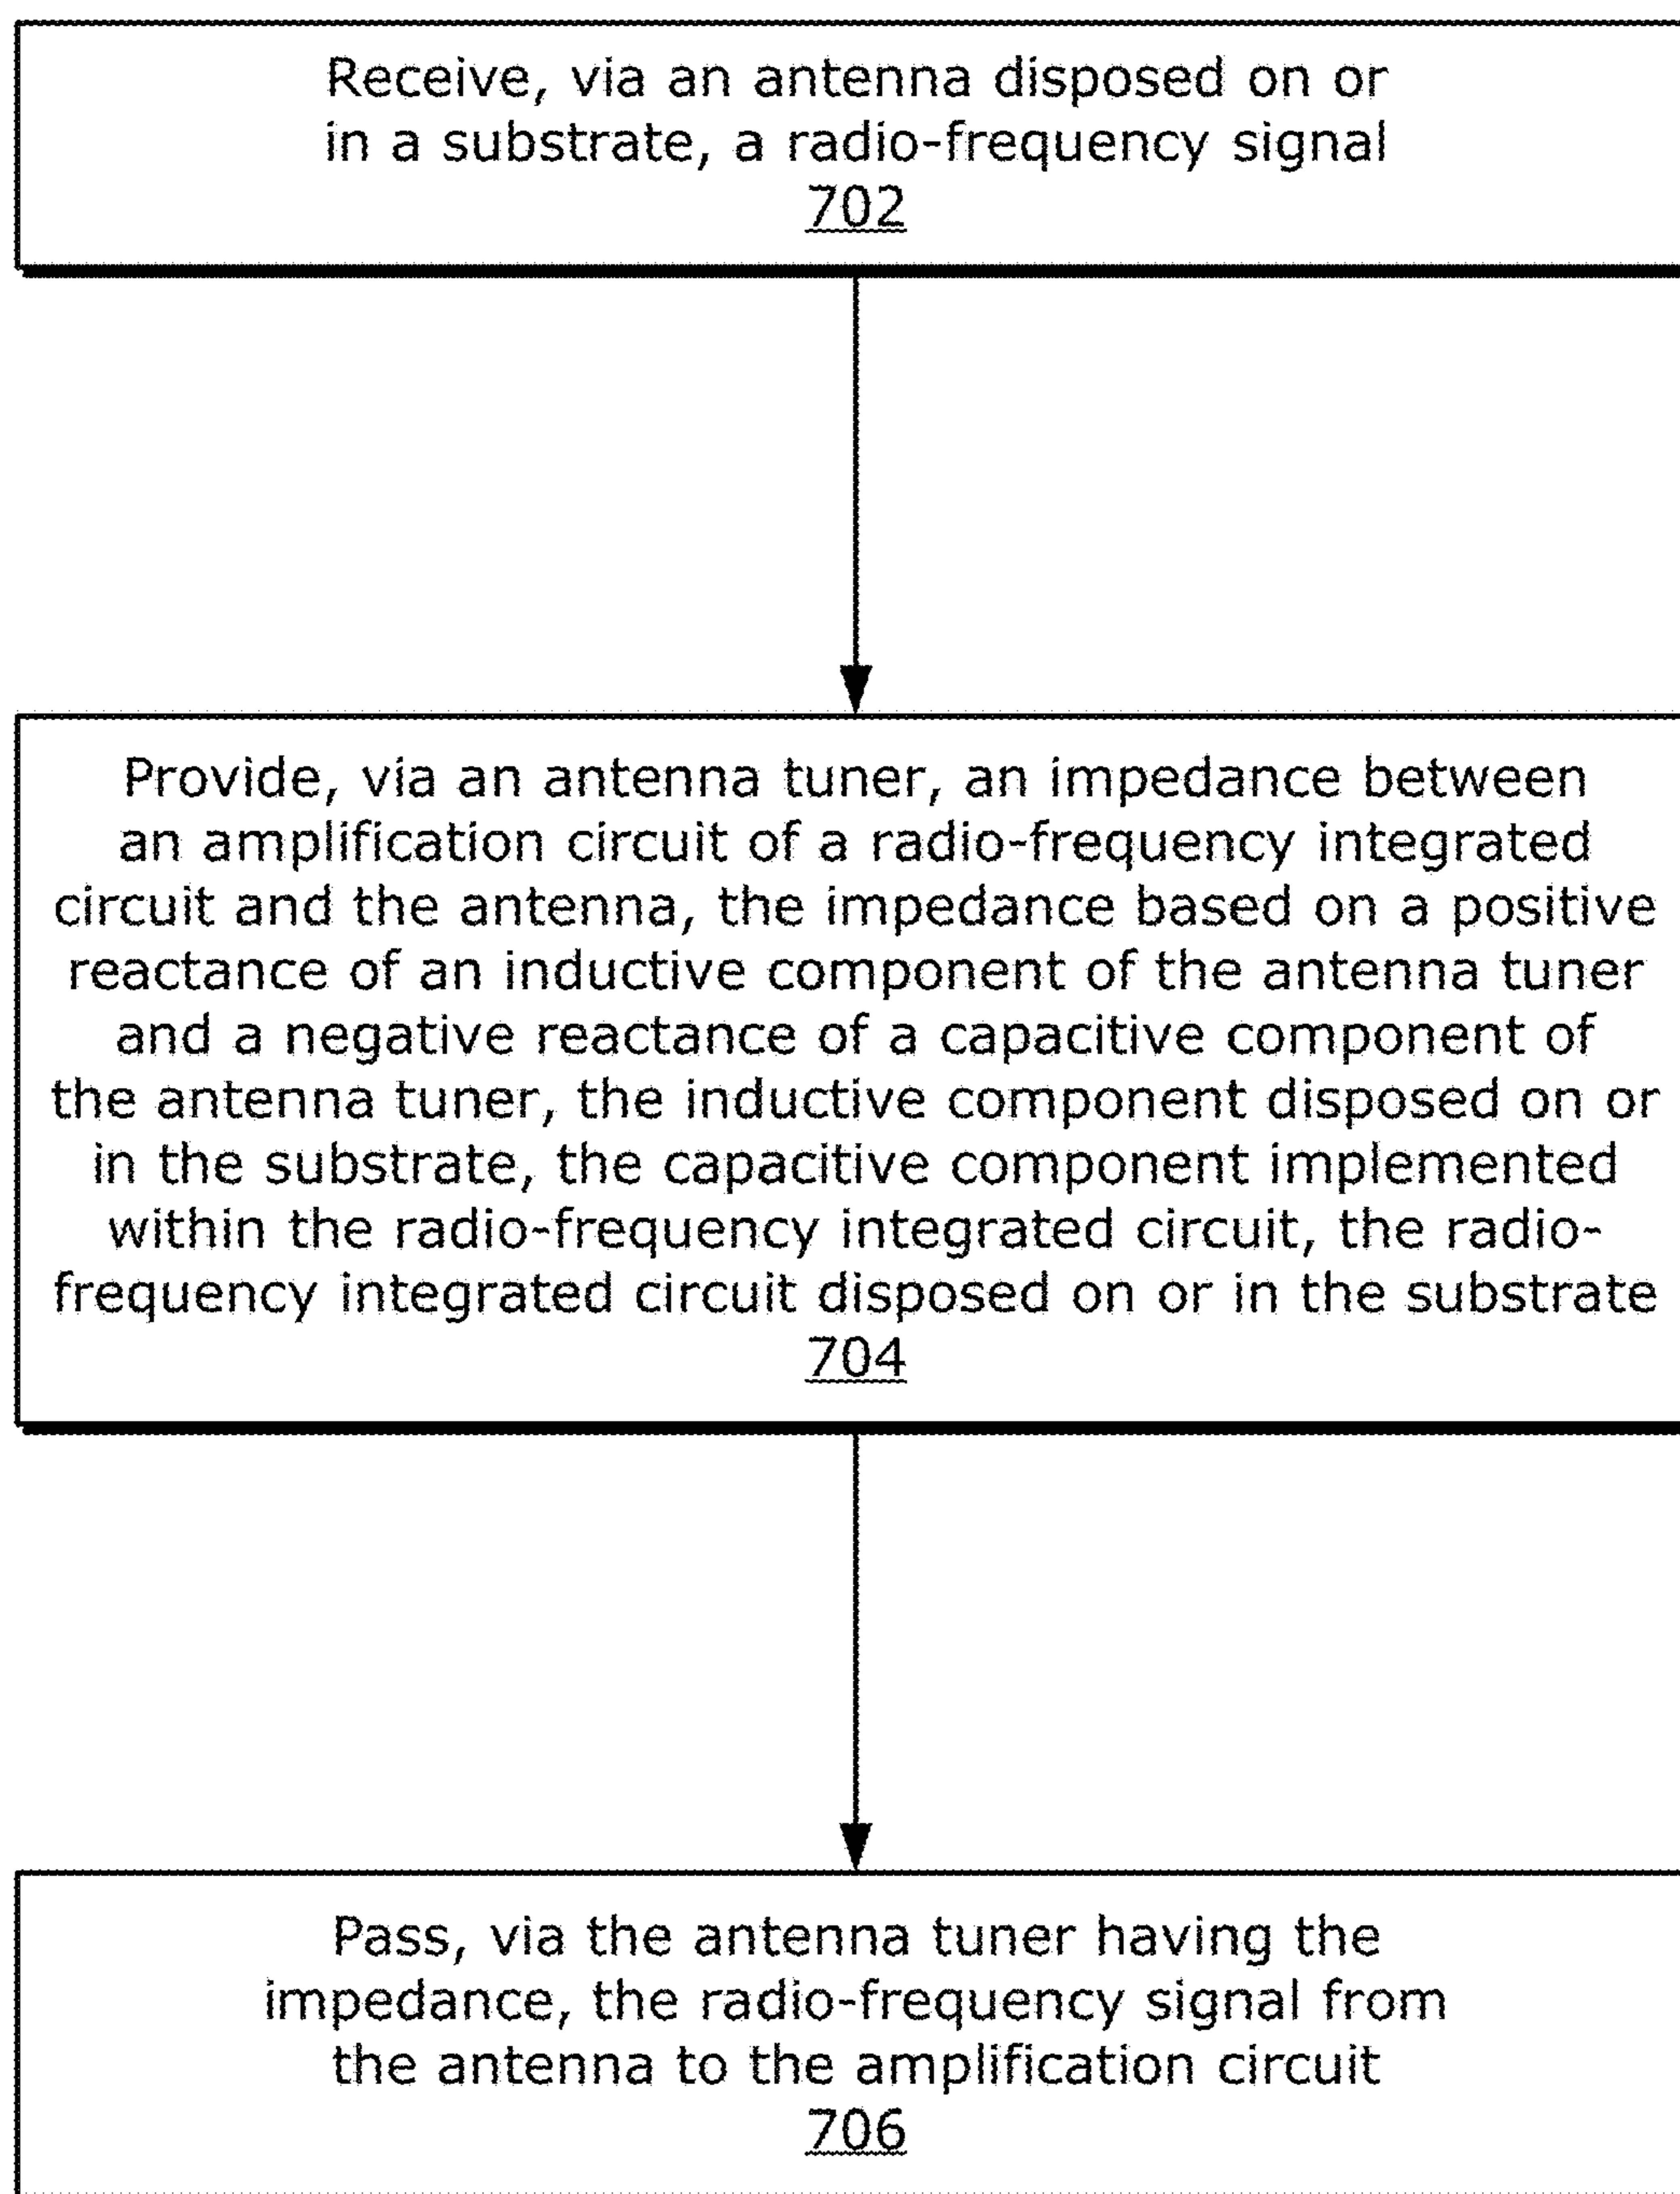 Receive, via an antenna disposed on or
in a substrate, a radio-frequency signal
702
Provide, via an antenna tuner, an impedance between
an amplification circuit of a radio-frequency integrated
circuit and the antenna, the impedance based on a positive
reactance of an inductive component of the antenna tuner
and a negative reactance of a capacitive component of
the antenna tuner, the inductive component disposed on or
in the substrate, the capacitive component implemented
within the radio-frequency integrated circuit, the radio-
frequency integrated circuit disposed on or in the substrate
704
Pass, via the antenna tuner having the
impedance, the radio-frequency signal from
the antenna to the amplification circuit
706